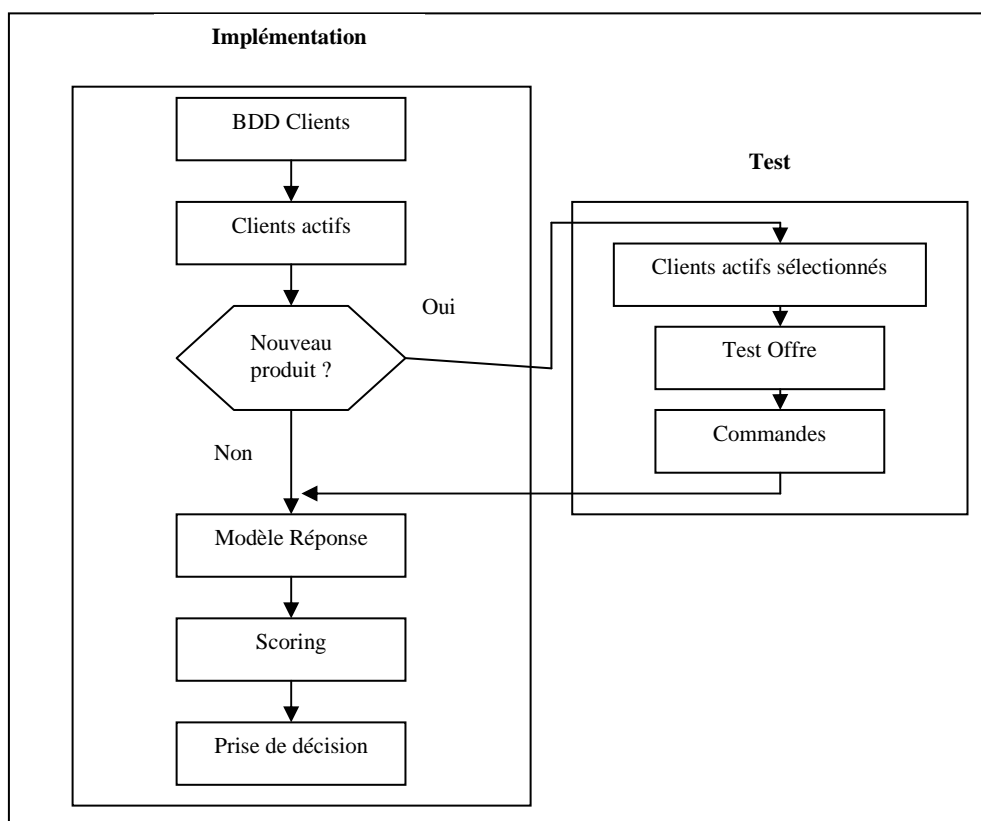 Implémentation
BDD Clients
Clients actifs
Nouveau
produit ?
Oui
Non
Modèle Réponse
Scoring
Prise de décision
Test
Clients actifs sélectionnés
Test Offre
Commandes